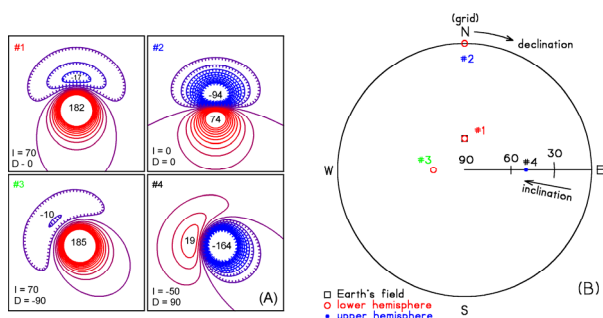 #1
-17
182
I = 70
D - 0
#2
-94
74
I = 0
D = 0
#3
-10
185
I = 70
D = -90
#4
19
-164
I = -50
D = 90
(A)
(grid)
N
declination
#2
#1
#3
#4
W
90
60
30
E
inclination
S
(B)
Earth's field
lower hemisphere
upper hemisphere